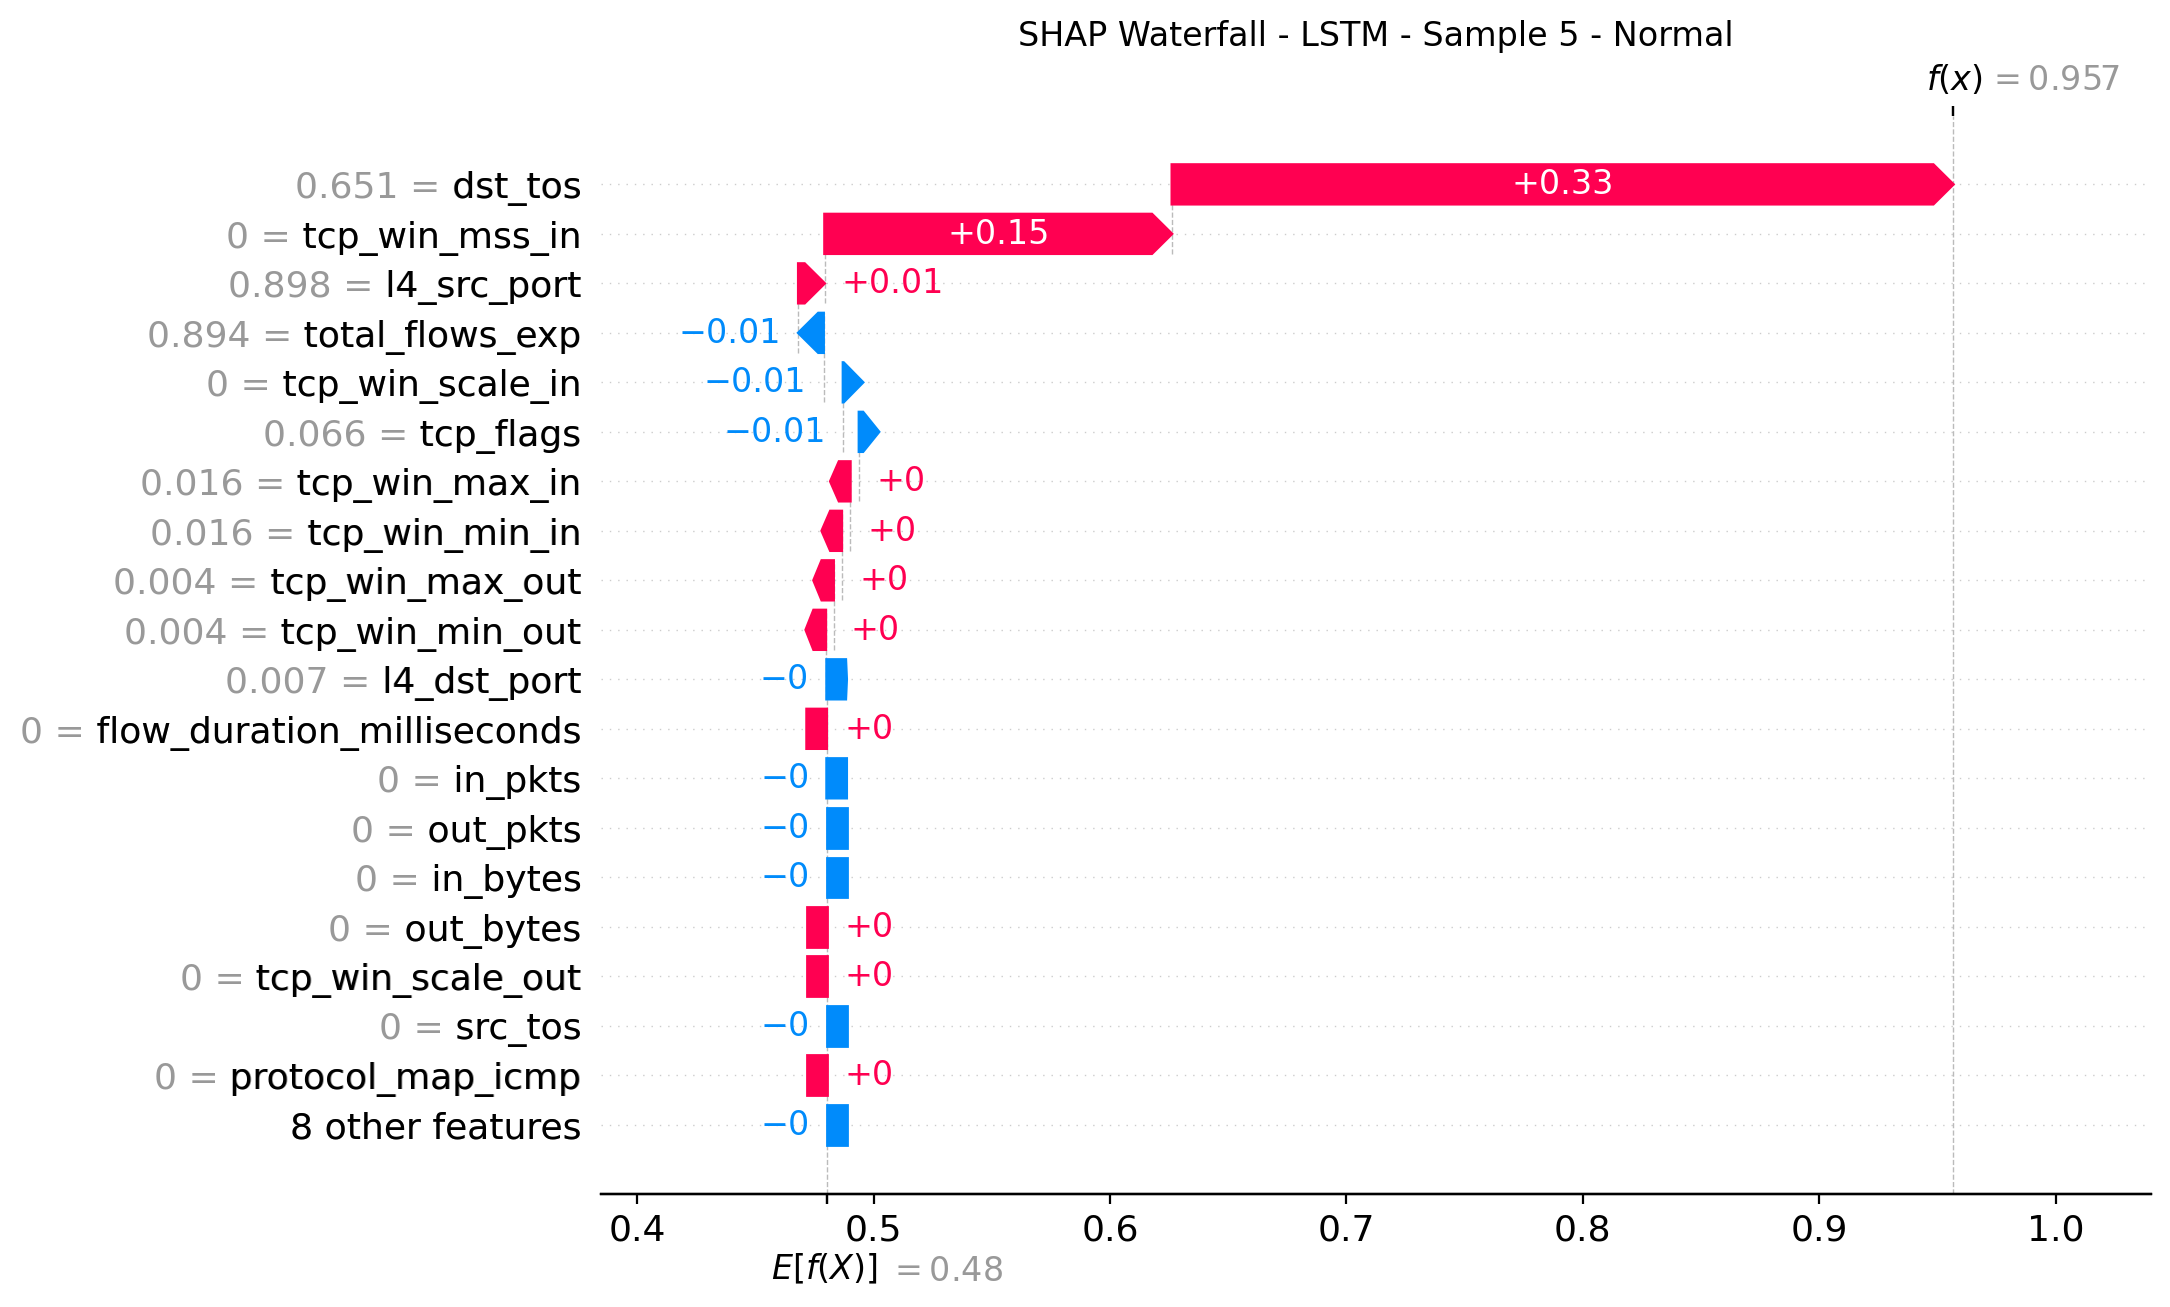 SHAP Waterfall - LSTM - Sample 5 - Normal
f(x) = 0.957
0.651 = dst_tos +0.33
0 = tcp_win_mss_in +0.15
0.898 = l4_src_port +0.01
0.894 = total_flows_exp −0.01
0 = tcp_win_scale_in −0.01
0.066 = tcp_flags −0.01
0.016 = tcp_win_max_in +0
0.016 = tcp_win_min_in +0
0.004 = tcp_win_max_out +0
0.004 = tcp_win_min_out +0
0.007 = l4_dst_port −0
0 = flow_duration_milliseconds +0
0 = in_pkts −0
0 = out_pkts −0
0 = in_bytes −0
0 = out_bytes +0
0 = tcp_win_scale_out +0
0 = src_tos −0
0 = protocol_map_icmp +0
8 other features −0
0.4 0.5 0.6 0.7 0.8 0.9 1.0
E[f(X)] = 0.48